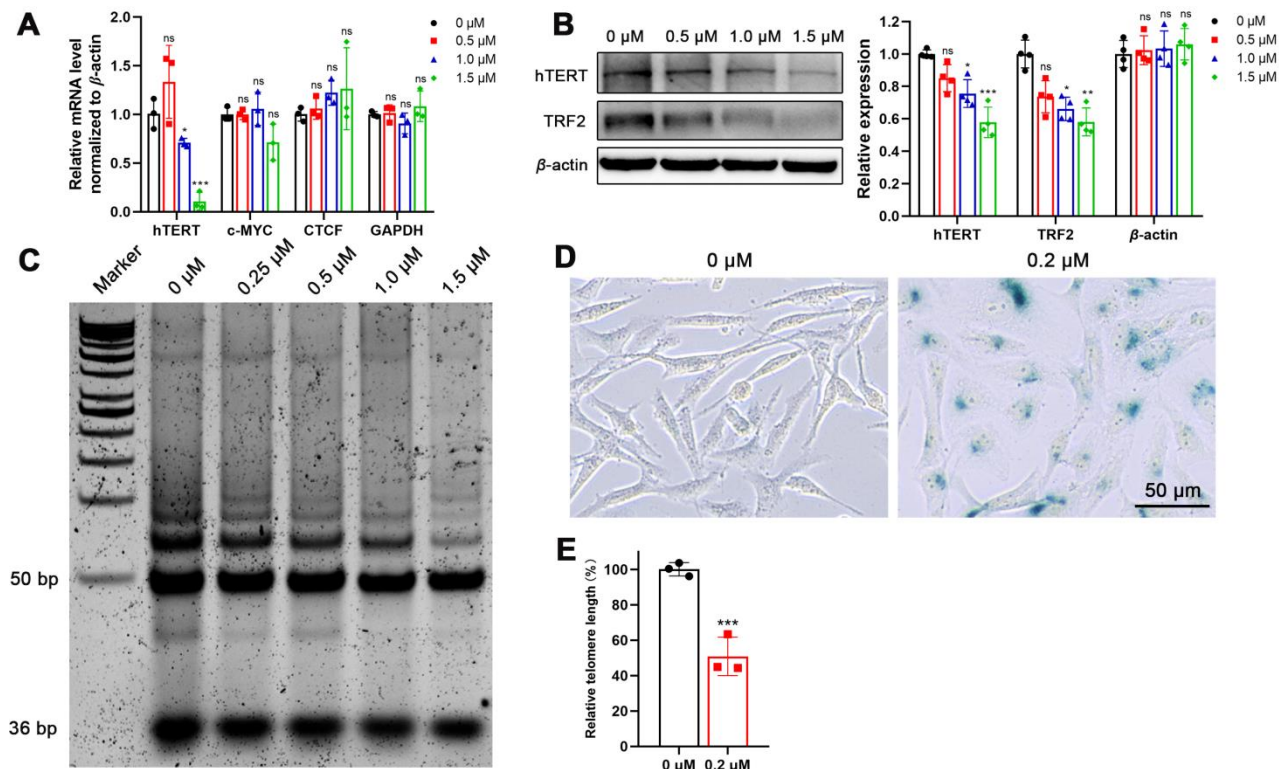 A
Relative mRNA level
normalized to β-actin
2.0
1.5
1.0
0.5
0.0
ns
ns
ns
ns
ns
ns
ns
ns
ns
ns
*
***
hTERT
c-MYC
CTCF
GAPDH
0 μM
0.5 μM
1.0 μM
1.5 μM
B
0 μM
0.5 μM
1.0 μM
1.5 μM
hTERT
TRF2
β-actin
Relative expression
1.2
1.0
0.8
0.6
0.4
0.2
0.0
ns
*
***
ns
*
**
ns
ns
ns
hTERT
TRF2
β-actin
0 μM
0.5 μM
1.0 μM
1.5 μM
C
Marker
0 μM
0.25 μM
0.5 μM
1.0 μM
1.5 μM
50 bp
36 bp
D
0 μM
0.2 μM
50 μm
E
Relative telomere length (%)
100
80
60
40
20
0
***
0 μM
0.2 μM